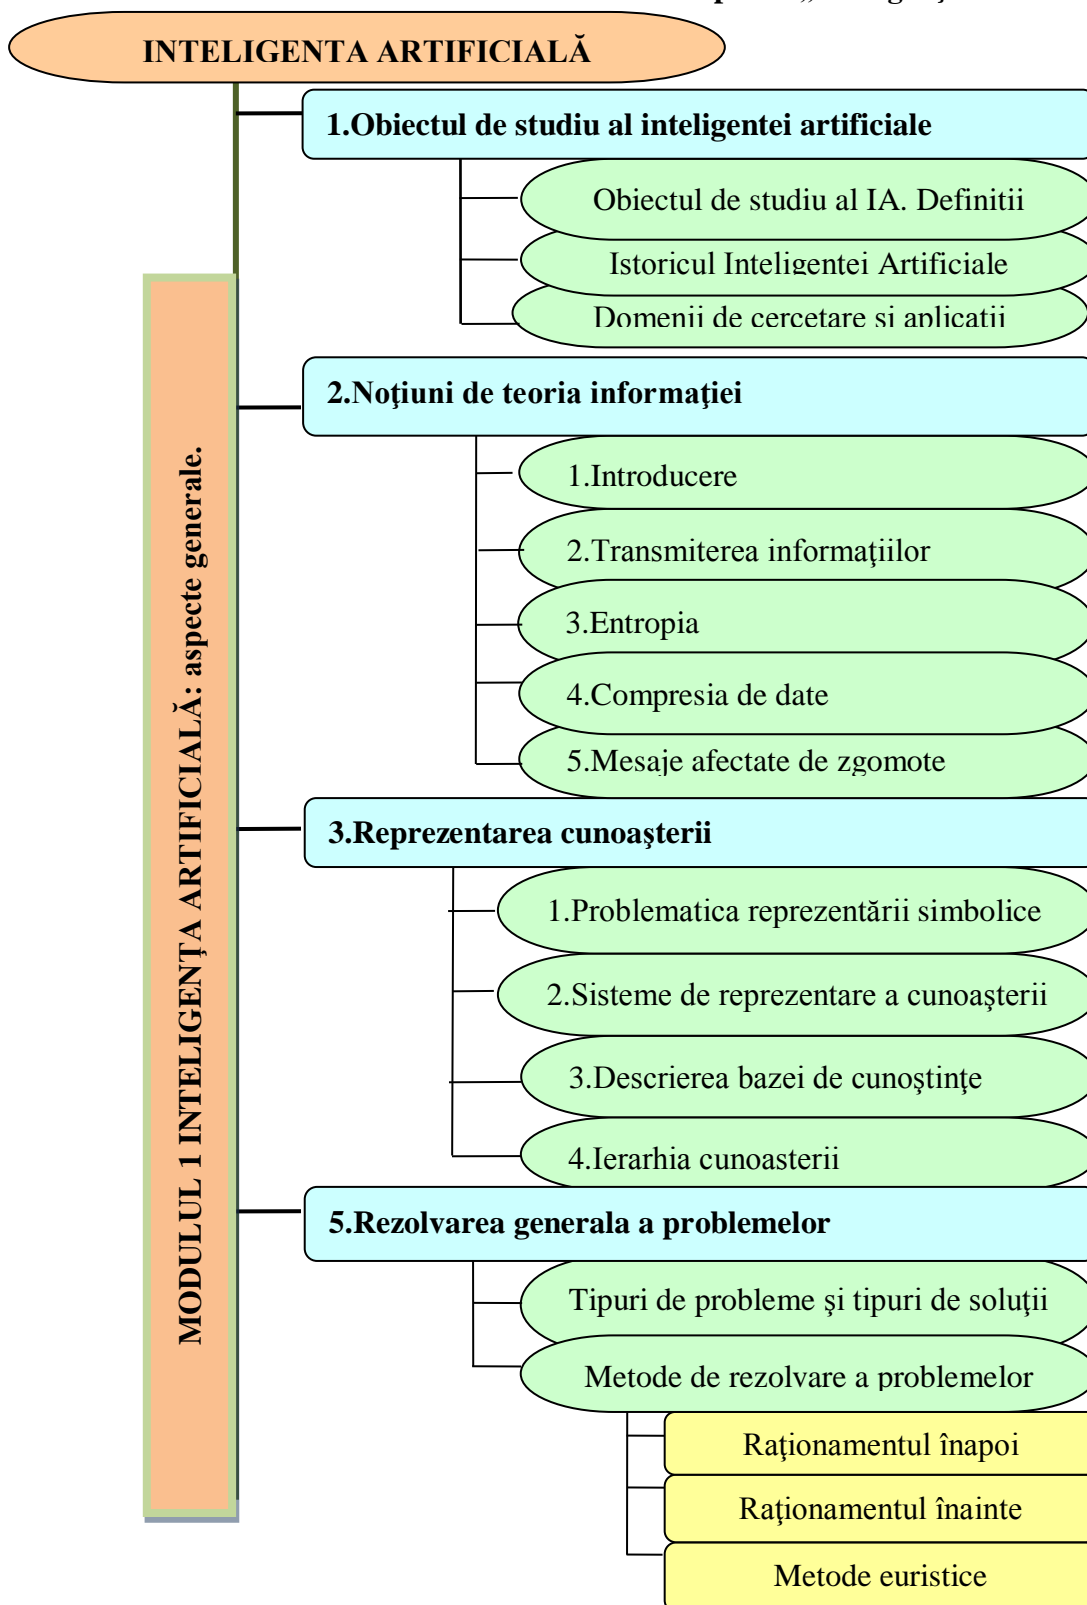 INTELIGENTA ARTIFICIALĂ
MODULUL 1 INTELIGENŢA ARTIFICIALĂ: aspecte generale.
1.Obiectul de studiu al inteligentei artificiale
Obiectul de studiu al IA. Definitii
Istoricul Inteligentei Artificiale
Domenii de cercetare si aplicatii
2.Noţiuni de teoria informaţiei
1.Introducere
2.Transmiterea informaţiilor
3.Entropia
4.Compresia de date
5.Mesaje afectate de zgomote
3.Reprezentarea cunoaşterii
1.Problematica reprezentării simbolice
2.Sisteme de reprezentare a cunoaşterii
3.Descrierea bazei de cunoştinţe
4.Ierarhia cunoasterii
5.Rezolvarea generala a problemelor
Tipuri de probleme şi tipuri de soluţii
Metode de rezolvare a problemelor
Raţionamentul înapoi
Raţionamentul înainte
Metode euristice